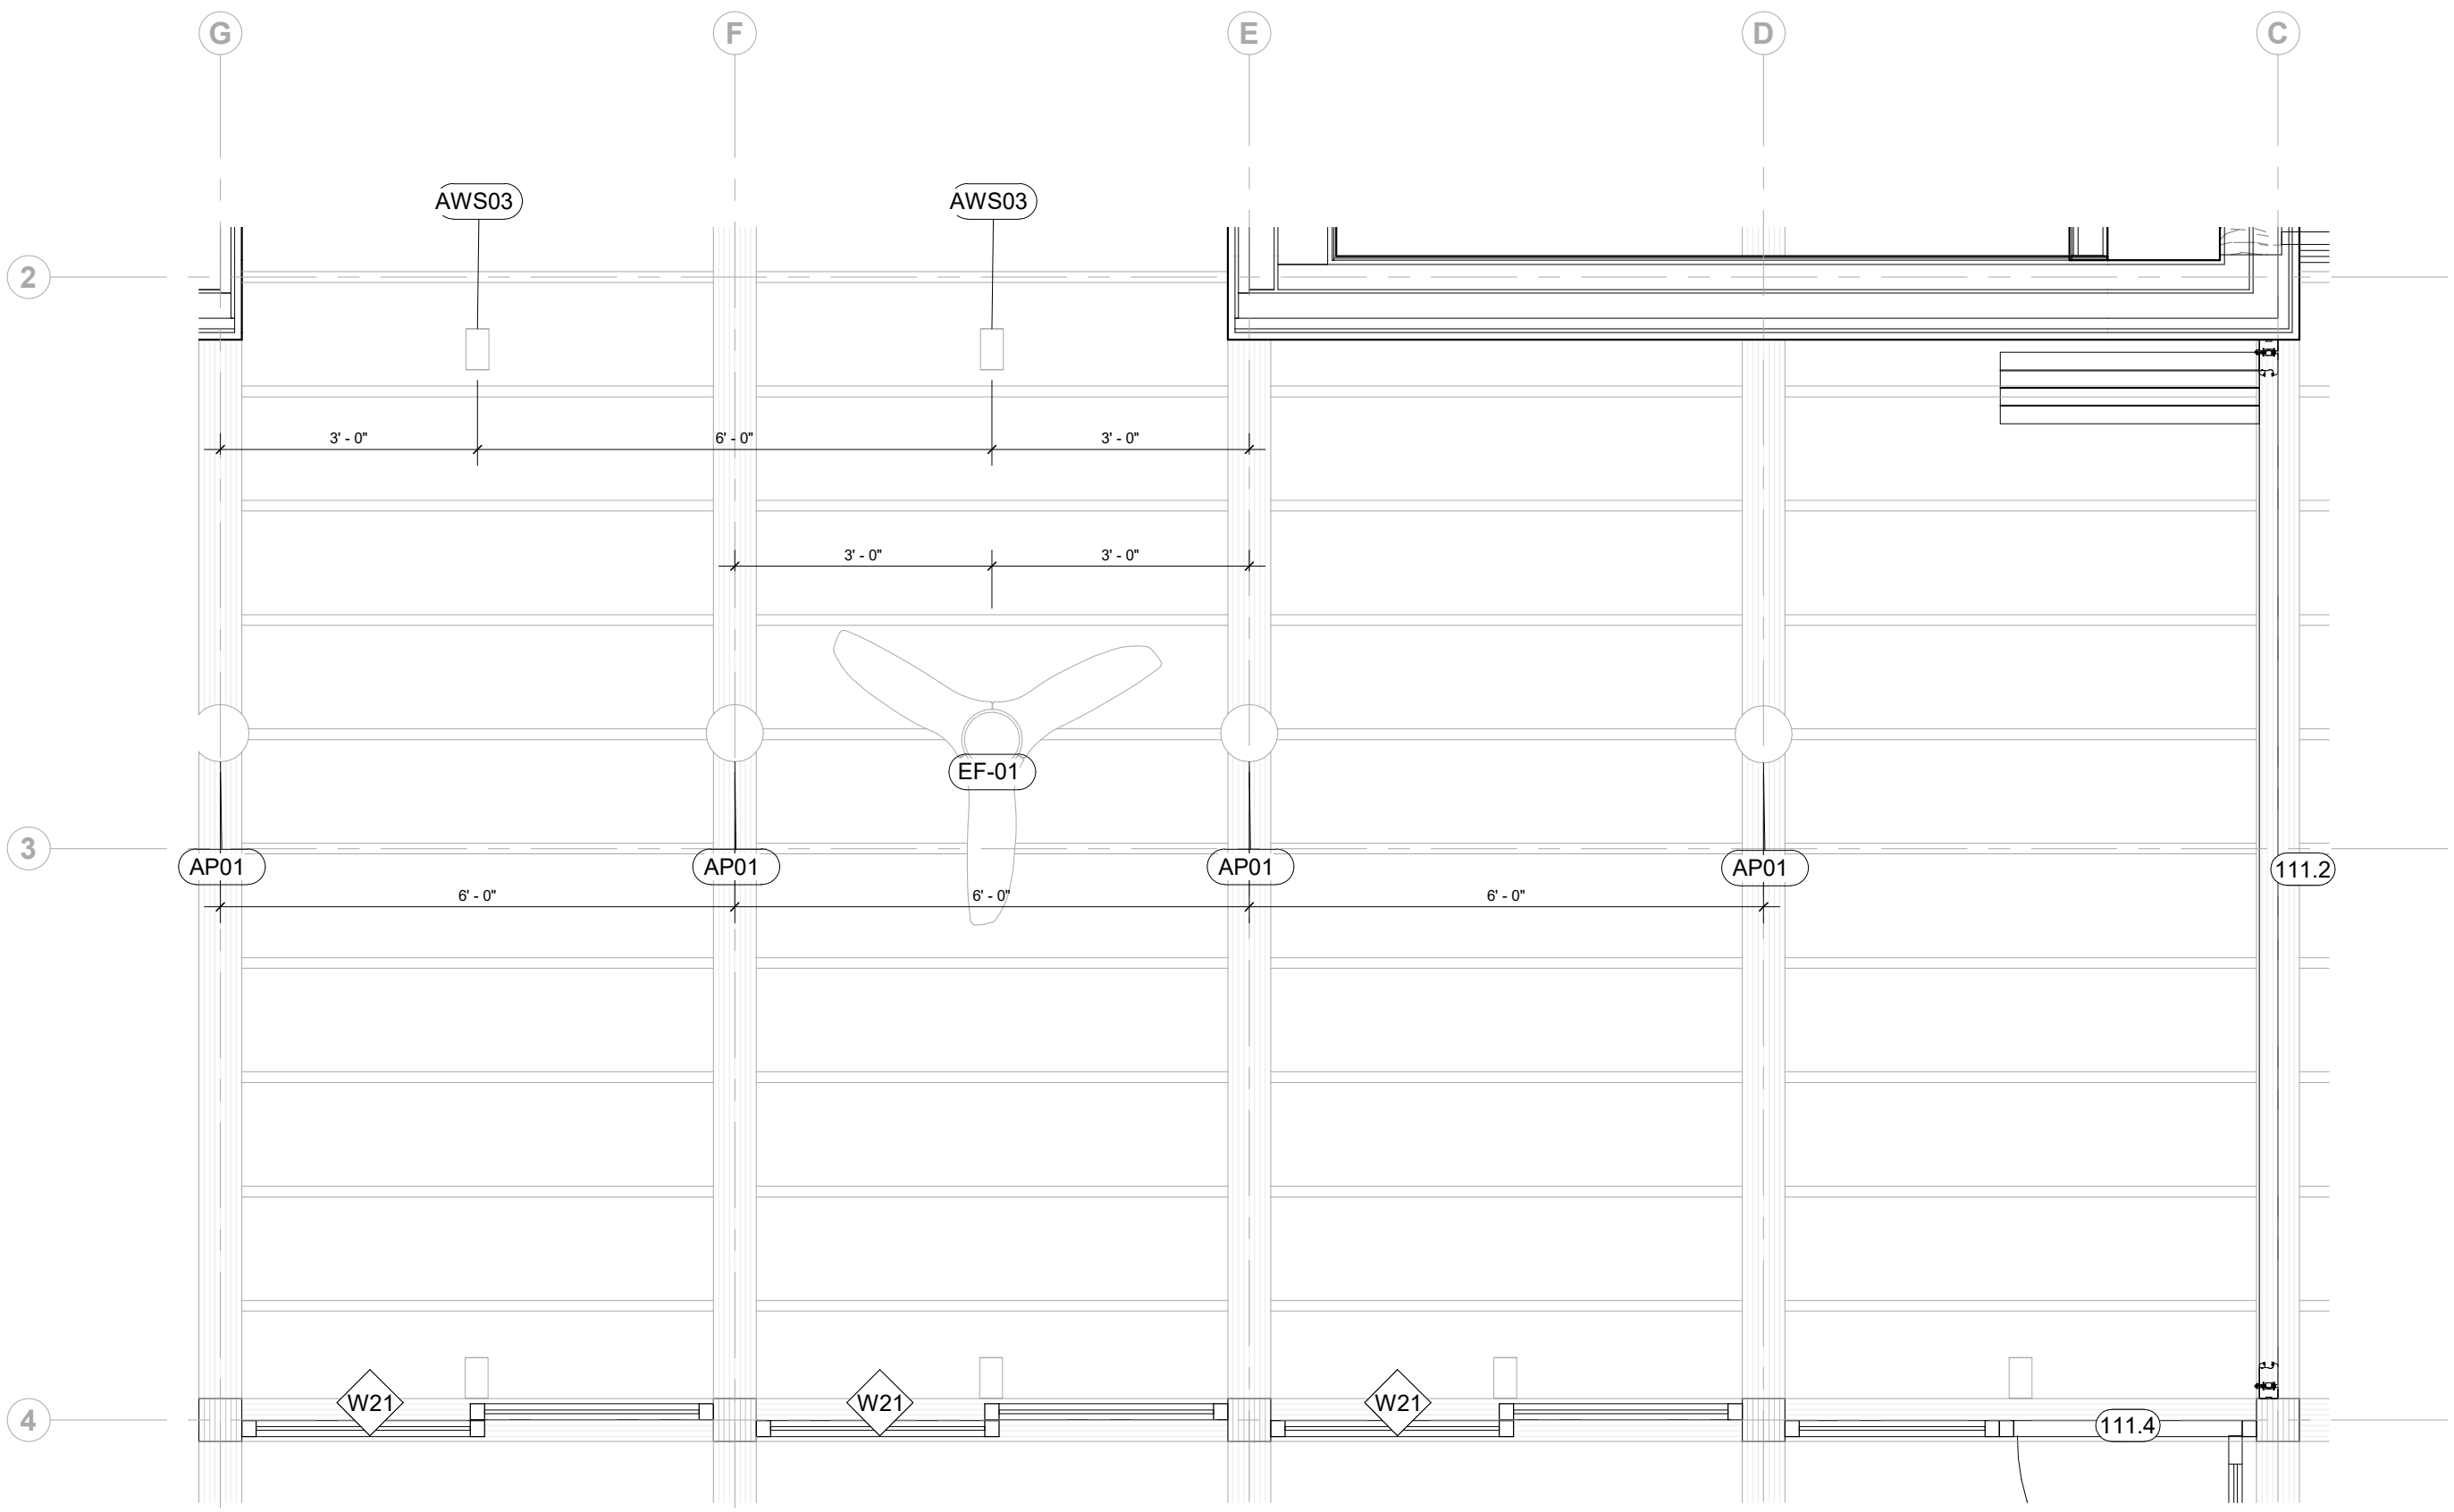 G F E D C
AWS03 AWS03
2
3' - 0" 6' - 0" 3' - 0"
3' - 0" 3' - 0"
EF-01
3
AP01 AP01 AP01 AP01 111.2
6' - 0" 6' - 0" 6' - 0"
W21 W21 W21
4
111.4